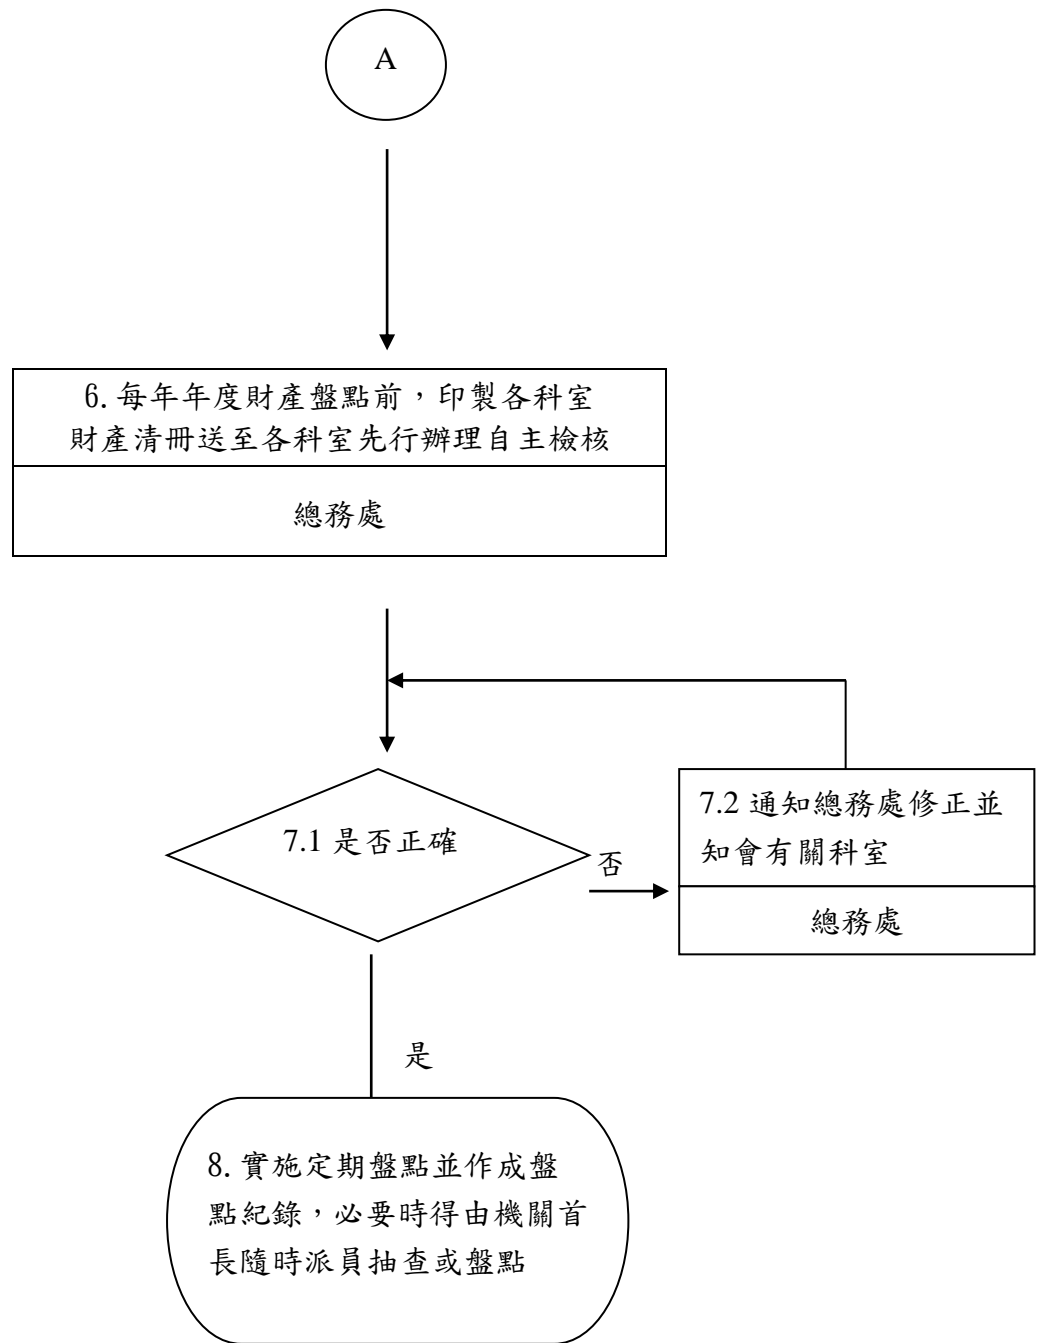 A
6. 每年年度財產盤點前，印製各科室
財產清冊送至各科室先行辦理自主檢核
總務處
7.1 是否正確
否
7.2 通知總務處修正並
知會有關科室
總務處
是
8. 實施定期盤點並作成盤
點紀錄，必要時得由機關首
長隨時派員抽查或盤點